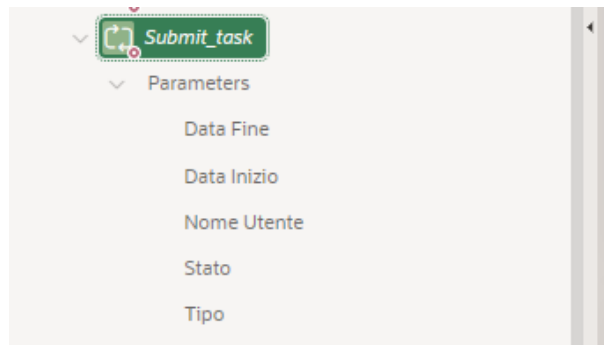 Submit_task
Parameters
Data Fine
Data Inizio
Nome Utente
Stato
Tipo